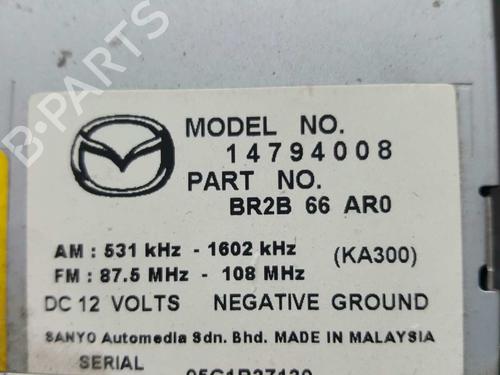 MODEL NO.
14794008
PART NO.
BR2B 66 AR0
AM : 531 kHz - 1602 kHz (KA300)
FM : 87.5 MHz - 108 MHz
DC 12 VOLTS NEGATIVE GROUND
SANYO Automedia Sdn. Bhd. MADE IN MALAYSIA
SERIAL
B-PARTS